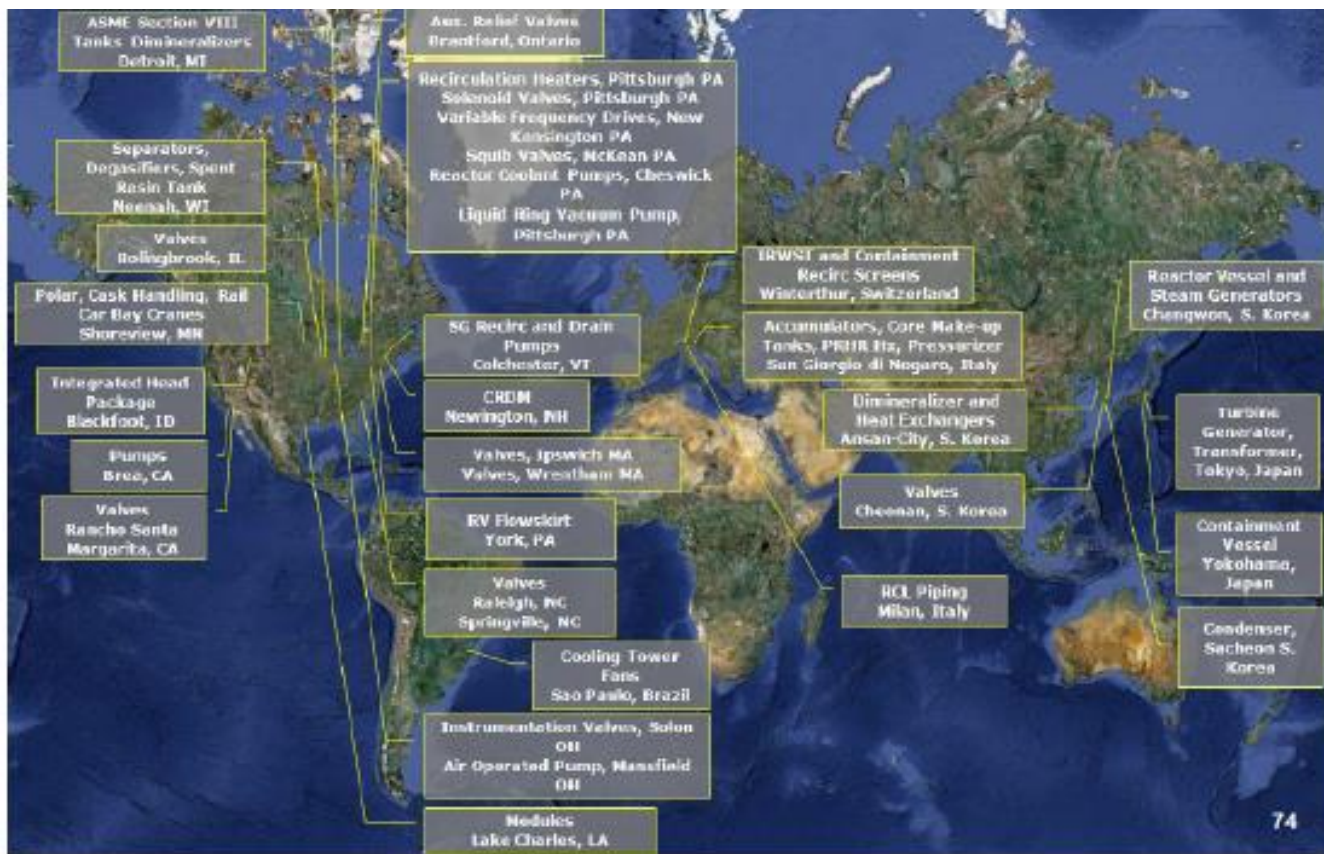 ASME Section VIII
Tanks Dimineralizers
Detroit, MI
Aux. Relief Valves
Brantford, Ontario
Recirculation Heaters, Pittsburgh PA
Solenoid Valves, Pittsburgh PA
Variable Frequency Drives, New
Kensington PA
Squib Valves, McKean PA
Reactor Coolant Pumps, Cheswick
PA
Liquid Ring Vacuum Pump,
Pittsburgh PA
Separators,
Degasifiers, Spent
Resin Tank
Neenah, WI
Valves
Bolingbrook, IL
Polar, Cask Handling, Rail
Car Bay Cranes
Shoreview, MN
Integrated Head
Package
Blackfoot, ID
Pumps
Brea, CA
Valves
Rancho Santa
Margarita, CA
SG Recirc and Drain
Pumps
Colchester, VT
CRDM
Newington, NH
Valves, Ipswich MA
Valves, Wrentham MA
RV Flowskirt
York, PA
Valves
Raleigh, NC
Springville, NC
Cooling Tower
Fans
Sao Paulo, Brazil
Instrumentation Valves, Solon
OH
Air Operated Pump, Mansfield
OH
Modules
Lake Charles, LA
IRWST and Containment
Recirc Screens
Winterthur, Switzerland
Accumulators, Core Make-up
Tanks, PRHR Hx, Pressurizer
San Giorgio di Nogaro, Italy
Dimineralizer and
Heat Exchangers
Ansan-City, S. Korea
Valves
Cheonan, S. Korea
RCL Piping
Milan, Italy
Reactor Vessel and
Steam Generators
Changwon, S. Korea
Turbine
Generator,
Transformer,
Tokyo, Japan
Containment
Vessel
Yokohama,
Japan
Condenser,
Sacheon S.
Korea
74